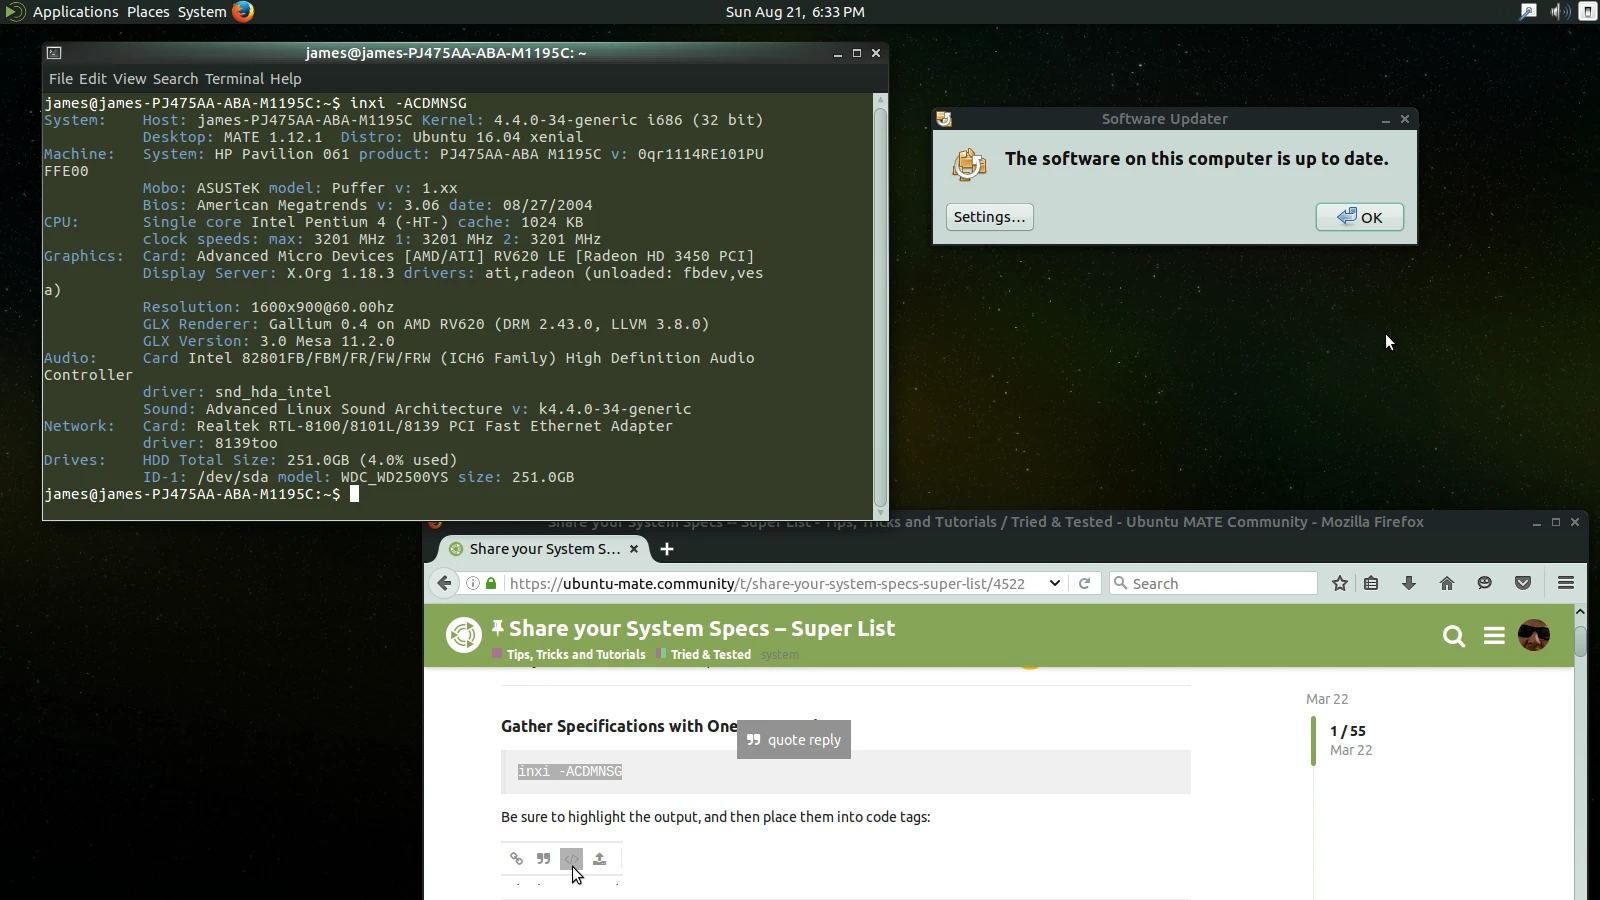 Applications Places System
Sun Aug 21, 6:33 PM
james@james-PJ475AA-ABA-M1195C: ~
File Edit View Search Terminal Help
james@james-PJ475AA-ABA-M1195C:~$ inxi -ACDMNSG
System: Host: james-PJ475AA-ABA-M1195C Kernel: 4.4.0-34-generic i686 (32 bit)
Desktop: MATE 1.12.1 Distro: Ubuntu 16.04 xenial
Machine: System: HP Pavilion 061 product: PJ475AA-ABA M1195C v: 0qr1114RE101PU
FFE00
Mobo: ASUSTeK model: Puffer v: 1.xx
Bios: American Megatrends v: 3.06 date: 08/27/2004
CPU: Single core Intel Pentium 4 (-HT-) cache: 1024 KB
clock speeds: max: 3201 MHz 1: 3201 MHz 2: 3201 MHz
Graphics: Card: Advanced Micro Devices [AMD/ATI] RV620 LE [Radeon HD 3450 PCI]
Display Server: X.Org 1.18.3 drivers: ati,radeon (unloaded: fbdev,ves
a)
Resolution: 1600x900@60.00hz
GLX Renderer: Gallium 0.4 on AMD RV620 (DRM 2.43.0, LLVM 3.8.0)
GLX Version: 3.0 Mesa 11.2.0
Audio: Card Intel 82801FB/FBM/FR/FW/FRW (ICH6 Family) High Definition Audio
Controller
driver: snd_hda_intel
Sound: Advanced Linux Sound Architecture v: k4.4.0-34-generic
Network: Card: Realtek RTL-8100/8101L/8139 PCI Fast Ethernet Adapter
driver: 8139too
Drives: HDD Total Size: 251.0GB (4.0% used)
ID-1: /dev/sda model: WDC_WD2500YS size: 251.0GB
james@james-PJ475AA-ABA-M1195C:~$
Software Updater
The software on this computer is up to date.
Settings...
OK
Share your System Specs -- Super List - Tips, Tricks and Tutorials / Tried & Tested - Ubuntu MATE Community - Mozilla Firefox
Share your System S... ×
https://ubuntu-mate.community/t/share-your-system-specs-super-list/4522
Search
Share your System Specs – Super List
Tips, Tricks and Tutorials Tried & Tested system
Mar 22
1 / 55
Mar 22
Gather Specifications with One
quote reply
inxi -ACDMNSG
Be sure to highlight the output, and then place them into code tags: